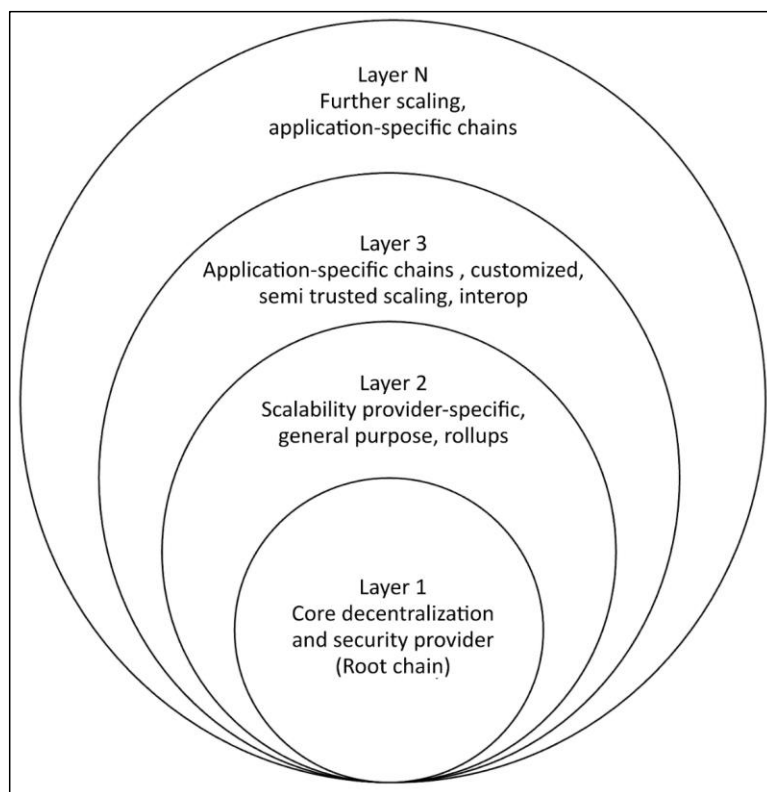 Layer N
Further scaling,
application-specific chains
Layer 3
Application-specific chains , customized,
semi trusted scaling, interop
Layer 2
Scalability provider-specific,
general purpose, rollups
Layer 1
Core decentralization
and security provider
(Root chain)